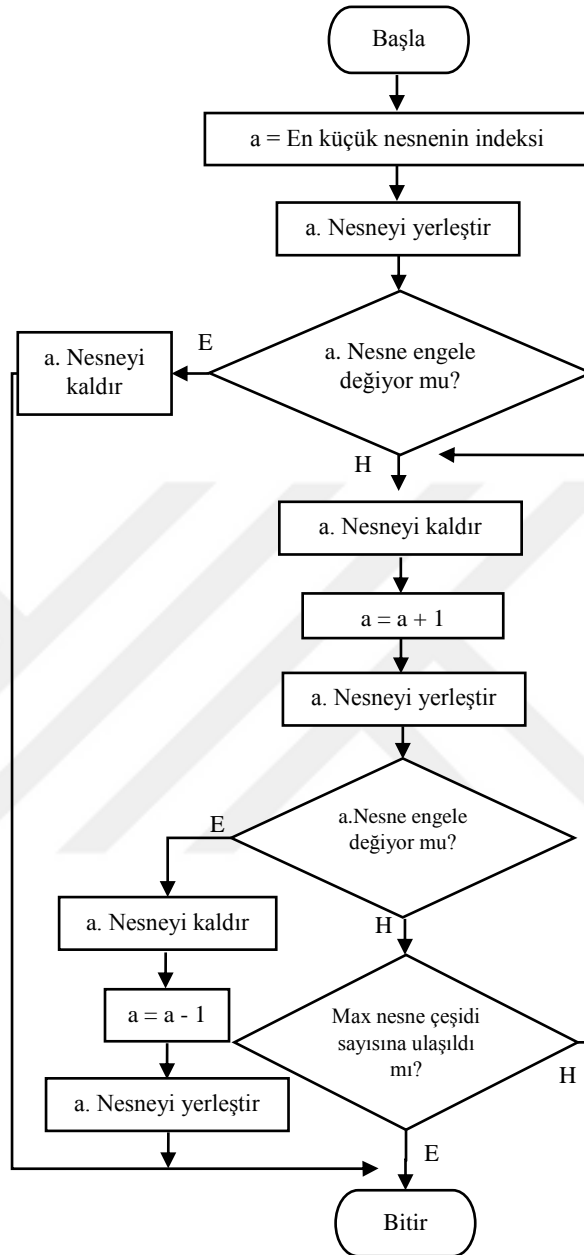 Başla
a = En küçük nesnenin indeksi
a. Nesneyi yerleştir
E
a. Nesneyi
kaldır
a. Nesne engele
değiyor mu?
H
a. Nesneyi kaldır
a = a + 1
a. Nesneyi yerleştir
E
a.Nesne engele
değiyor mu?
a. Nesneyi kaldır
H
a = a - 1
Max nesne çeşidi
sayısına ulaşıldı
mı?
H
a. Nesneyi yerleştir
E
Bitir